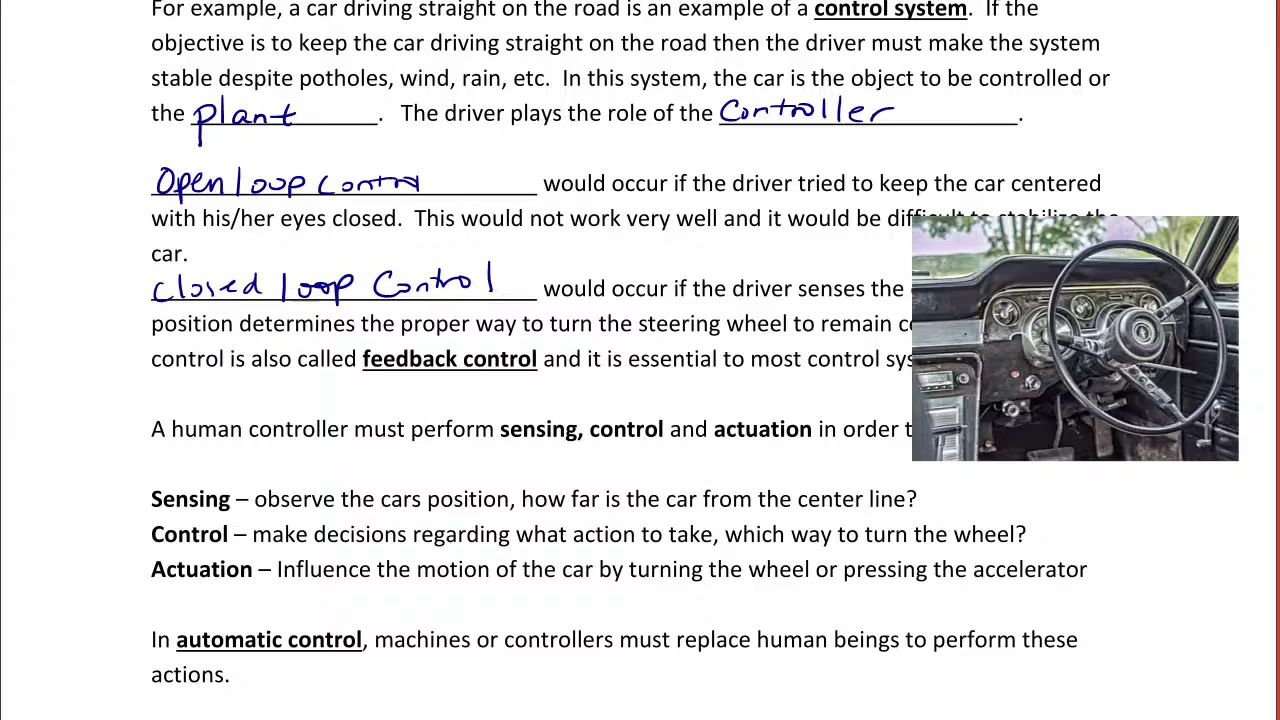 For example, a car driving straight on the road is an example of a control system. If the
objective is to keep the car driving straight on the road then the driver must make the system
stable despite potholes, wind, rain, etc. In this system, the car is the object to be controlled or
the plant. The driver plays the role of the Controller.
Open loop control would occur if the driver tried to keep the car centered
with his/her eyes closed. This would not work very well and it would be difficult to stabilize the
car.
Closed loop Control would occur if the driver senses the
position determines the proper way to turn the steering wheel to remain
control is also called feedback control and it is essential to most control
A human controller must perform sensing, control and actuation in order
Sensing – observe the cars position, how far is the car from the center line?
Control – make decisions regarding what action to take, which way to turn the wheel?
Actuation – Influence the motion of the car by turning the wheel or pressing the accelerator
In automatic control, machines or controllers must replace human beings to perform these
actions.